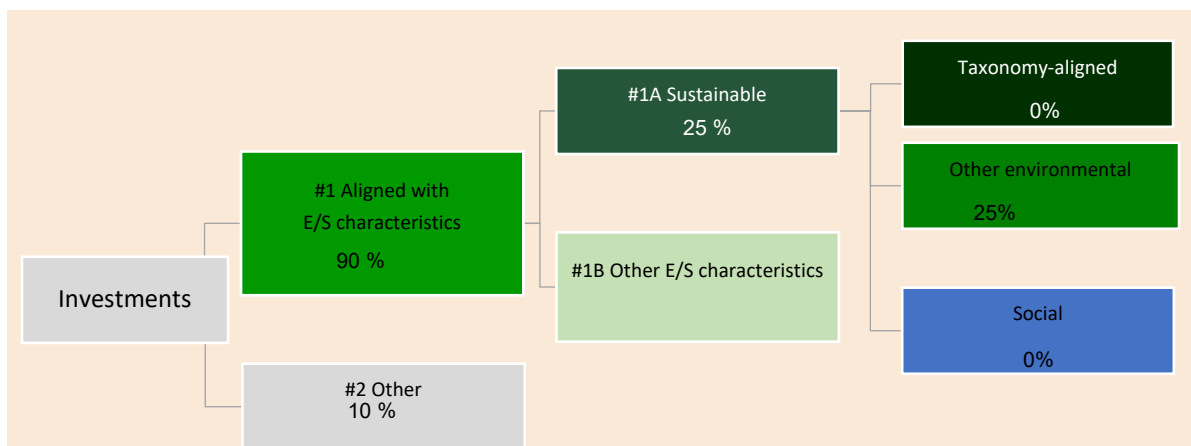 Investments
#1 Aligned with
E/S characteristics
90 %
#2 Other
10 %
#1A Sustainable
25 %
#1B Other E/S characteristics
Taxonomy-aligned
0%
Other environmental
25%
Social
0%